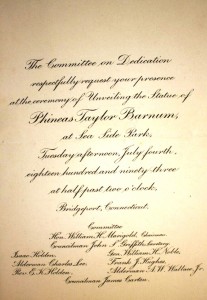 The Committee on Dedication
respectfully request your presence
at the ceremony of Unveiling the Statue of
Phineas Taylor Barnum,
at Sea Side Park,
Tuesday afternoon, July fourth,
eighteen hundred and ninety-three
at half past two o'clock,
Bridgeport, Connecticut.
Committee
Hon. William H. Marigold, Chairman
Councilman John S. Griffith, Secretary
Isaac Holden, Gen. William H. Noble,
Alderman Charles Lee, Frank J. Hughes,
Rev. E. K. Holden, Alderman S. W. Wallace, Jr.
Councilman James Curtin.